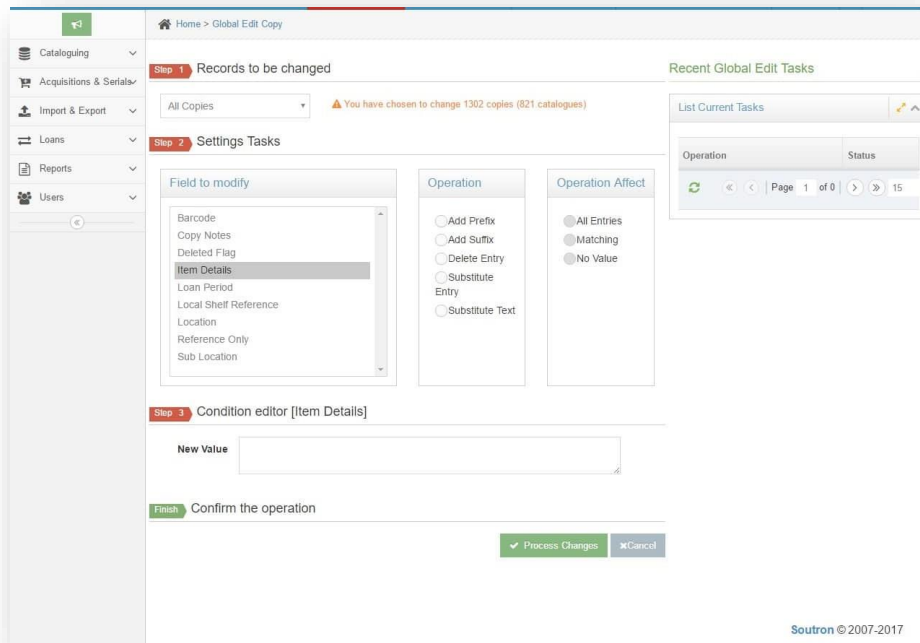 Home > Global Edit Copy
Cataloguing
Acquisitions & Serials
Import & Export
Loans
Reports
Users
Step 1 Records to be changed
All Copies
You have chosen to change 1302 copies (821 catalogues)
Step 2 Settings Tasks
Field to modify
Barcode
Copy Notes
Deleted Flag
Item Details
Loan Period
Local Shelf Reference
Location
Reference Only
Sub Location
Operation
Add Prefix
Add Suffix
Delete Entry
Substitute
Entry
Substitute Text
Operation Affect
All Entries
Matching
No Value
Step 3 Condition editor [Item Details]
New Value
Finish Confirm the operation
Process Changes Cancel
Recent Global Edit Tasks
List Current Tasks
Operation Status
Page 1 of 0 15
Soutron © 2007-2017